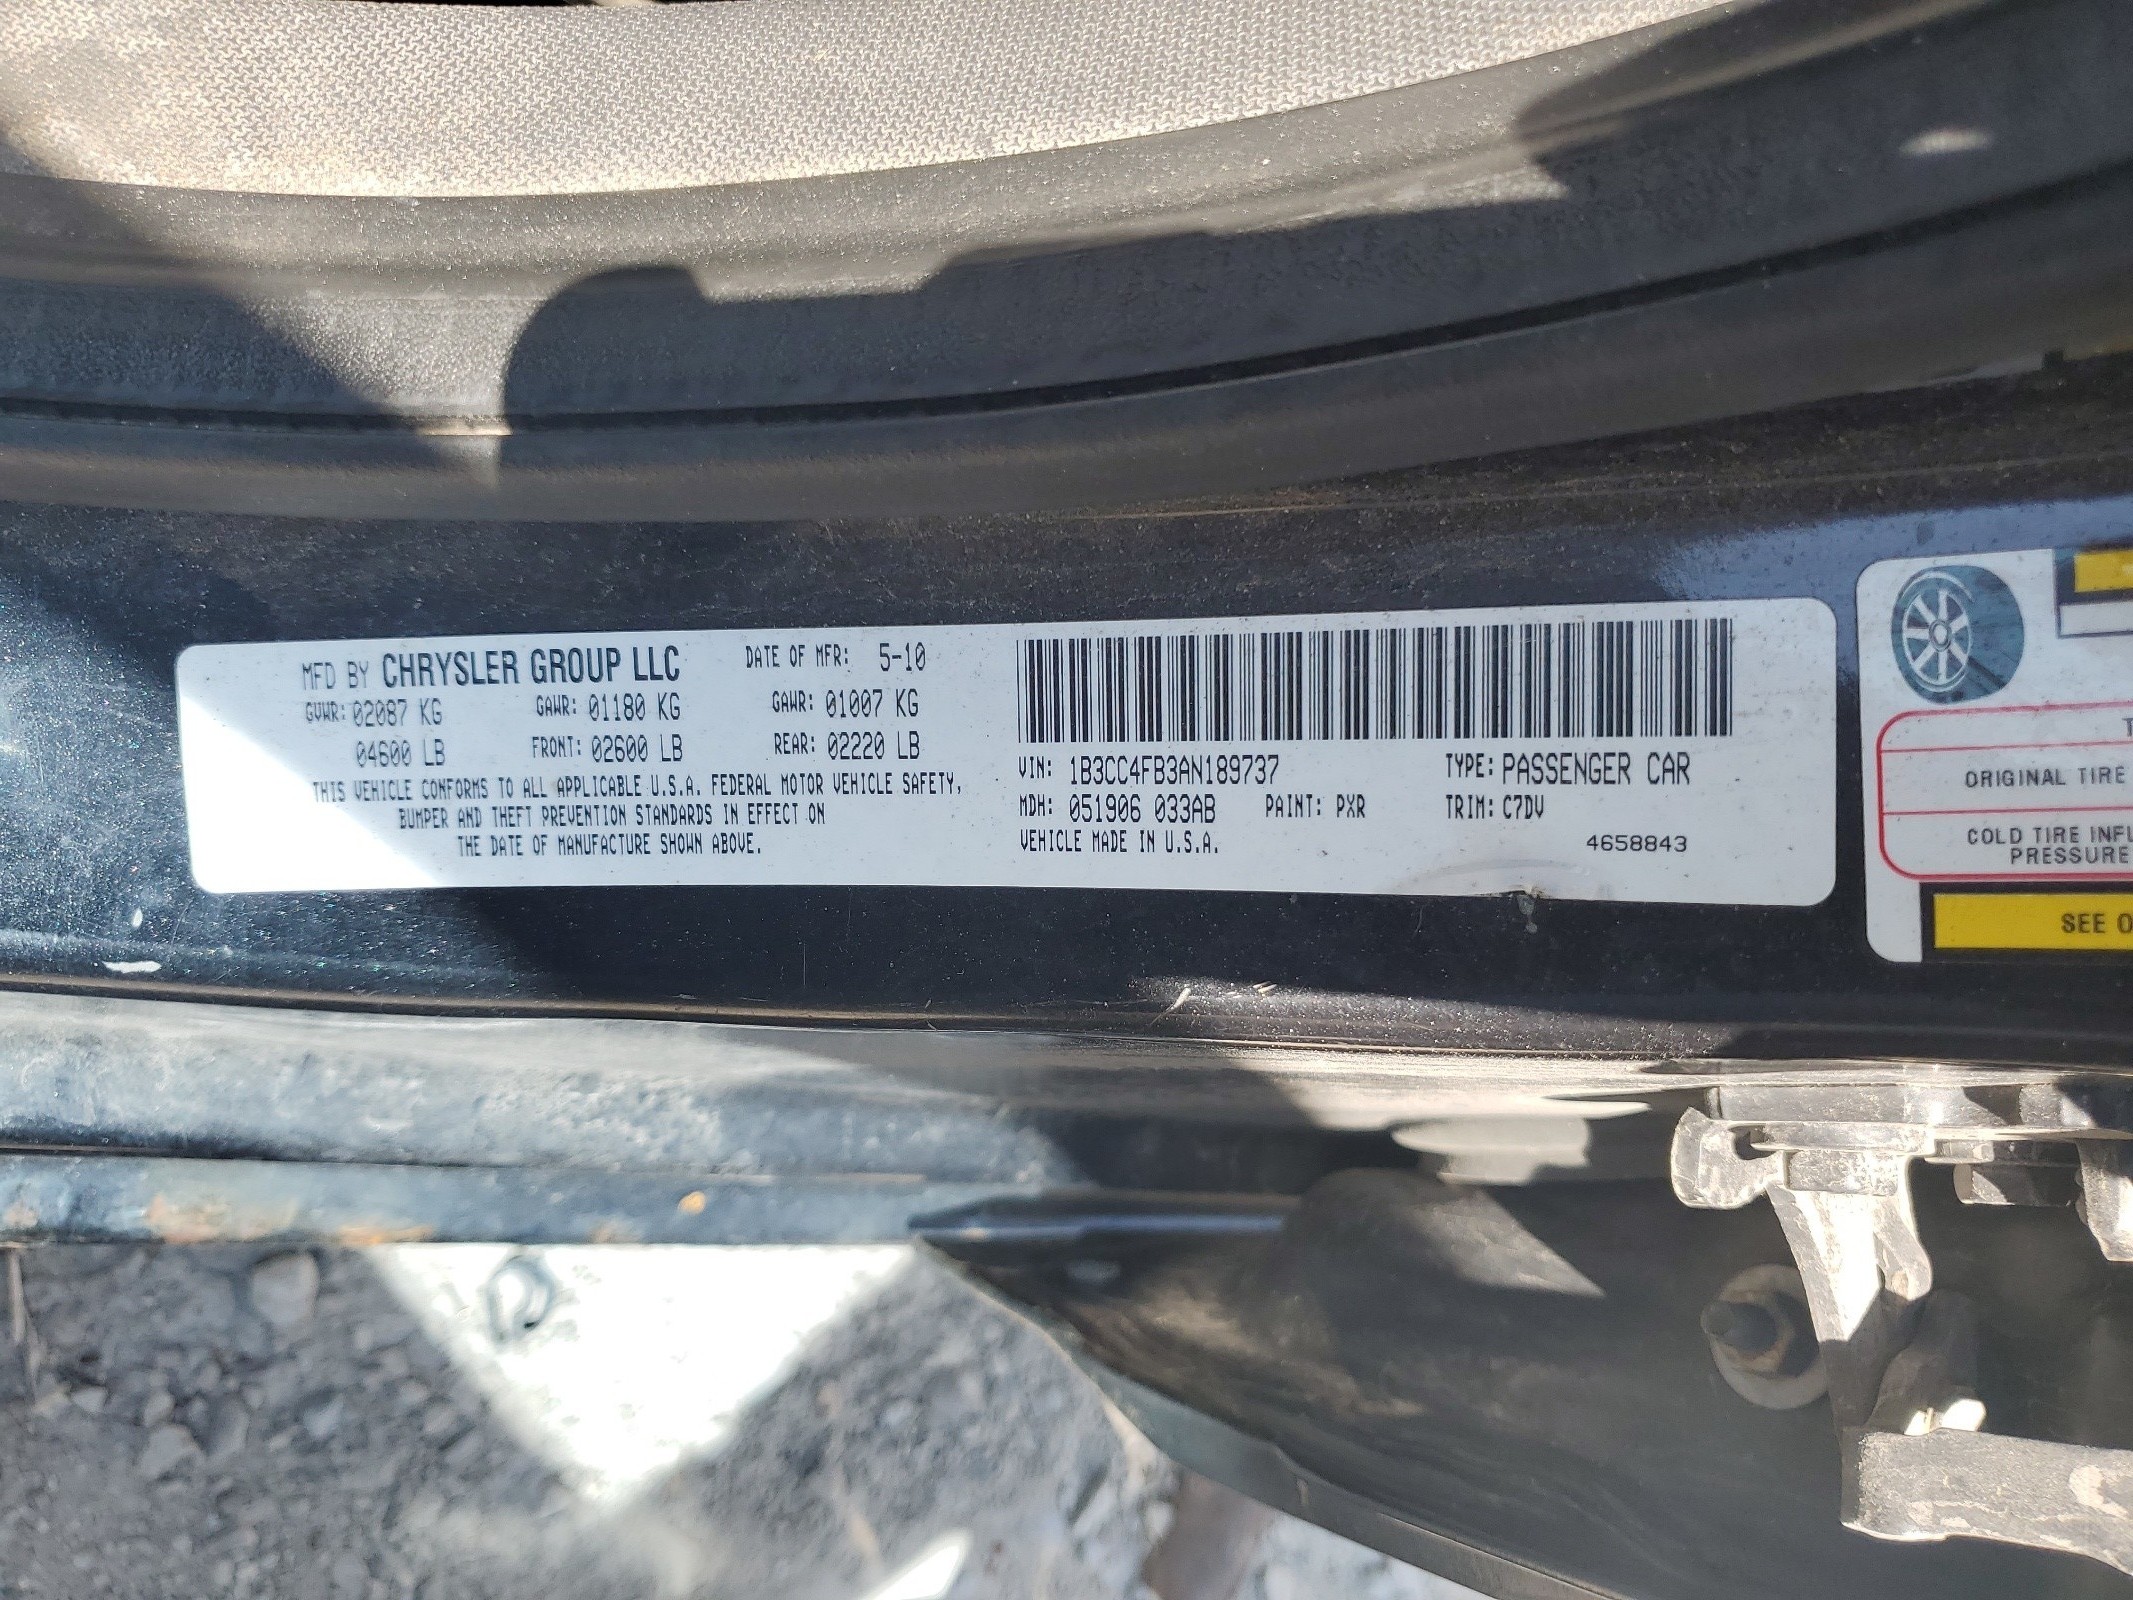 MFD BY CHRYSLER GROUP LLC DATE OF MFR: 5-10
GVWR: 02087 KG GAWR: 01180 KG GAWR: 01007 KG
04600 LB FRONT: 02600 LB REAR: 02220 LB
THIS VEHICLE CONFORMS TO ALL APPLICABLE U.S.A. FEDERAL MOTOR VEHICLE SAFETY,
BUMPER AND THEFT PREVENTION STANDARDS IN EFFECT ON
THE DATE OF MANUFACTURE SHOWN ABOVE.
VIN: 1B3CC4FB3AN189737 TYPE: PASSENGER CAR
MDH: 051906 033AB PAINT: PXR TRIM: C7DV
VEHICLE MADE IN U.S.A. 4658843
ORIGINAL TIRE
COLD TIRE INFL
PRESSURE
SEE O